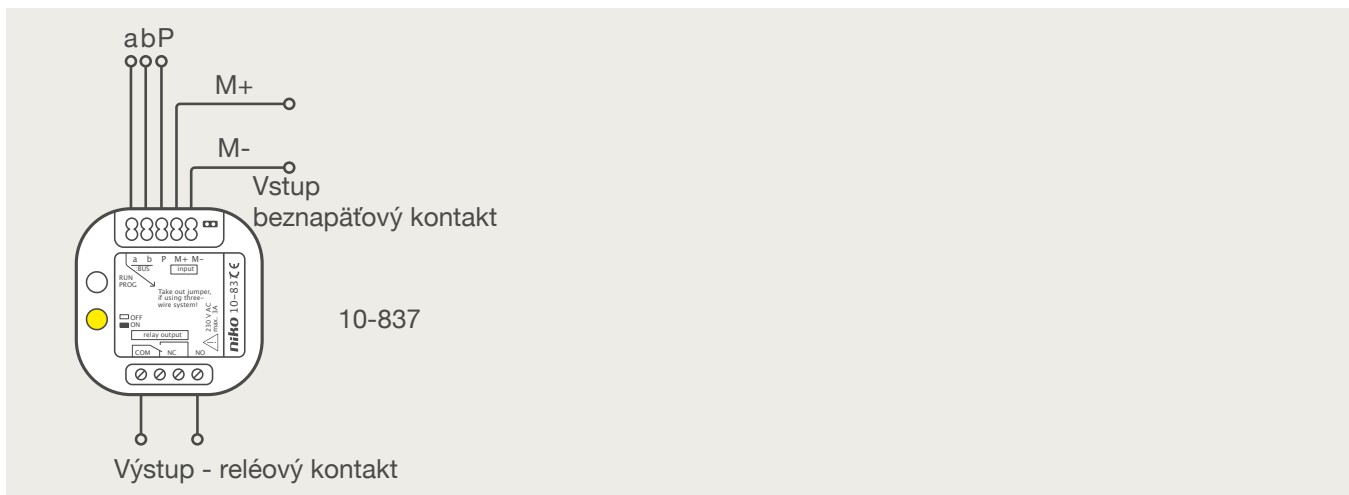 abP
M+
M-
Vstup
beznapäťový kontakt
a b P M+ M-
BUS
input
RUN
PROG
Take out jumper,
if using three-
wire system!
OFF
ON
230 V AC
max. 3A
niko 10-837 CE
relay output
COM NC NO
10-837
Výstup - reléový kontakt